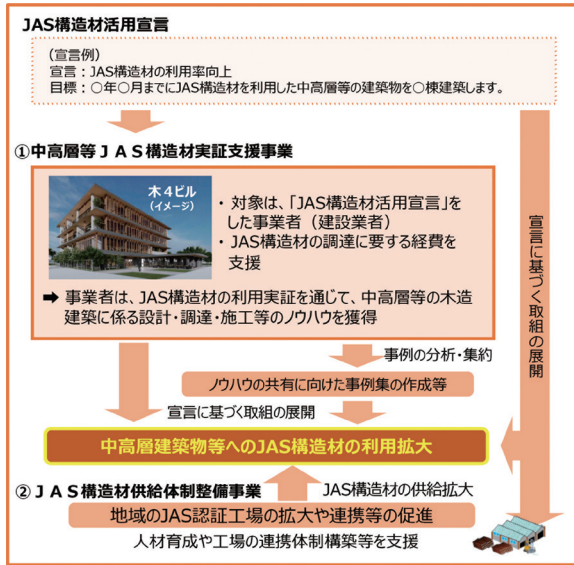 JAS構造材活用宣言
（宣言例）
宣言：JAS構造材の利用率向上
目標：○年○月までにJAS構造材を利用した中高層等の建築物を○棟建築します。
①中高層等ＪＡＳ構造材実証支援事業
木４ビル
（イメージ）
・対象は、「JAS構造材活用宣言」を
した事業者（建設業者）
・JAS構造材の調達に要する経費を
支援
➡ 事業者は、JAS構造材の利用実証を通じて、中高層等の木造
建築に係る設計・調達・施工等のノウハウを獲得
事例の分析・集約
ノウハウの共有に向けた事例集の作成等
宣言に基づく取組の展開
宣言に基づく取組の展開
中高層建築物等へのJAS構造材の利用拡大
②ＪＡＳ構造材供給体制整備事業
JAS構造材の供給拡大
地域のJAS認証工場の拡大や連携等の促進
人材育成や工場の連携体制構築等を支援